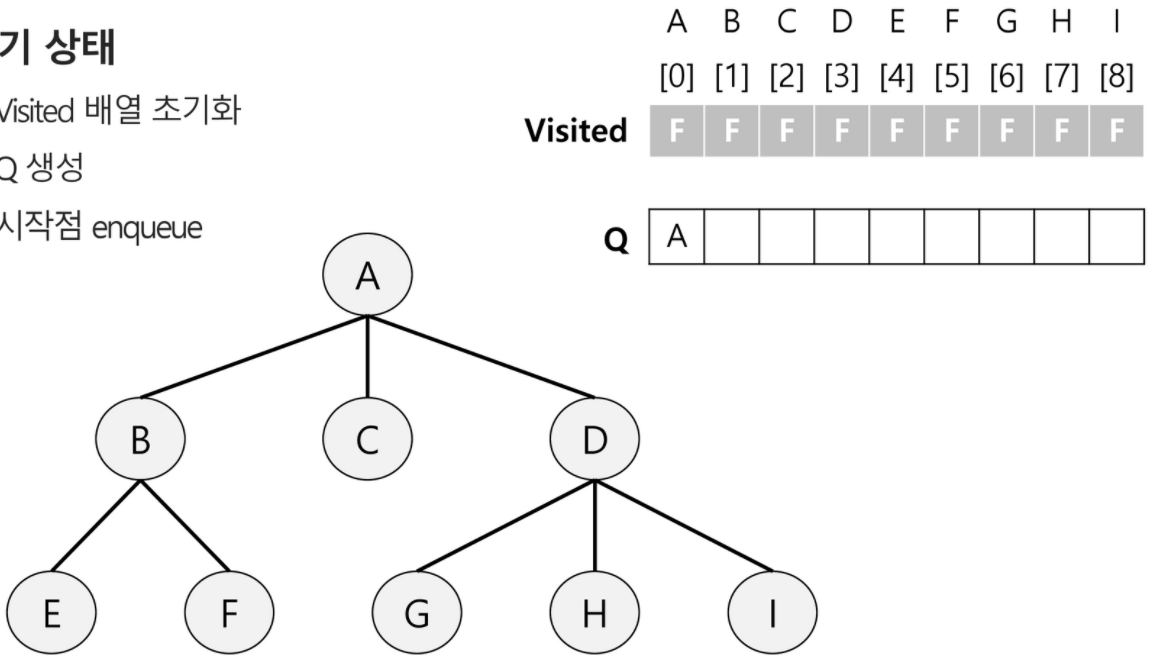 기 상태
Visited 배열 초기화
Q 생성
시작점 enqueue
A B C D E F G H I
[0] [1] [2] [3] [4] [5] [6] [7] [8]
Visited F F F F F F F F F
Q A
A
B C D
E F G H I